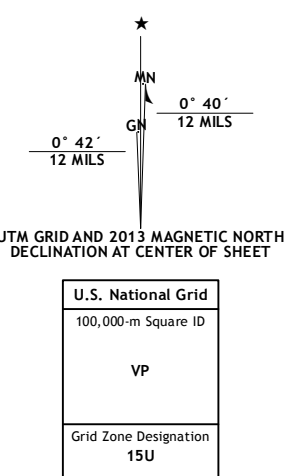 ★
MN
0° 40´
12 MILS
GN
0° 42´
12 MILS
UTM GRID AND 2013 MAGNETIC NORTH
DECLINATION AT CENTER OF SHEET
U.S. National Grid
100,000-m Square ID
VP
Grid Zone Designation
15U